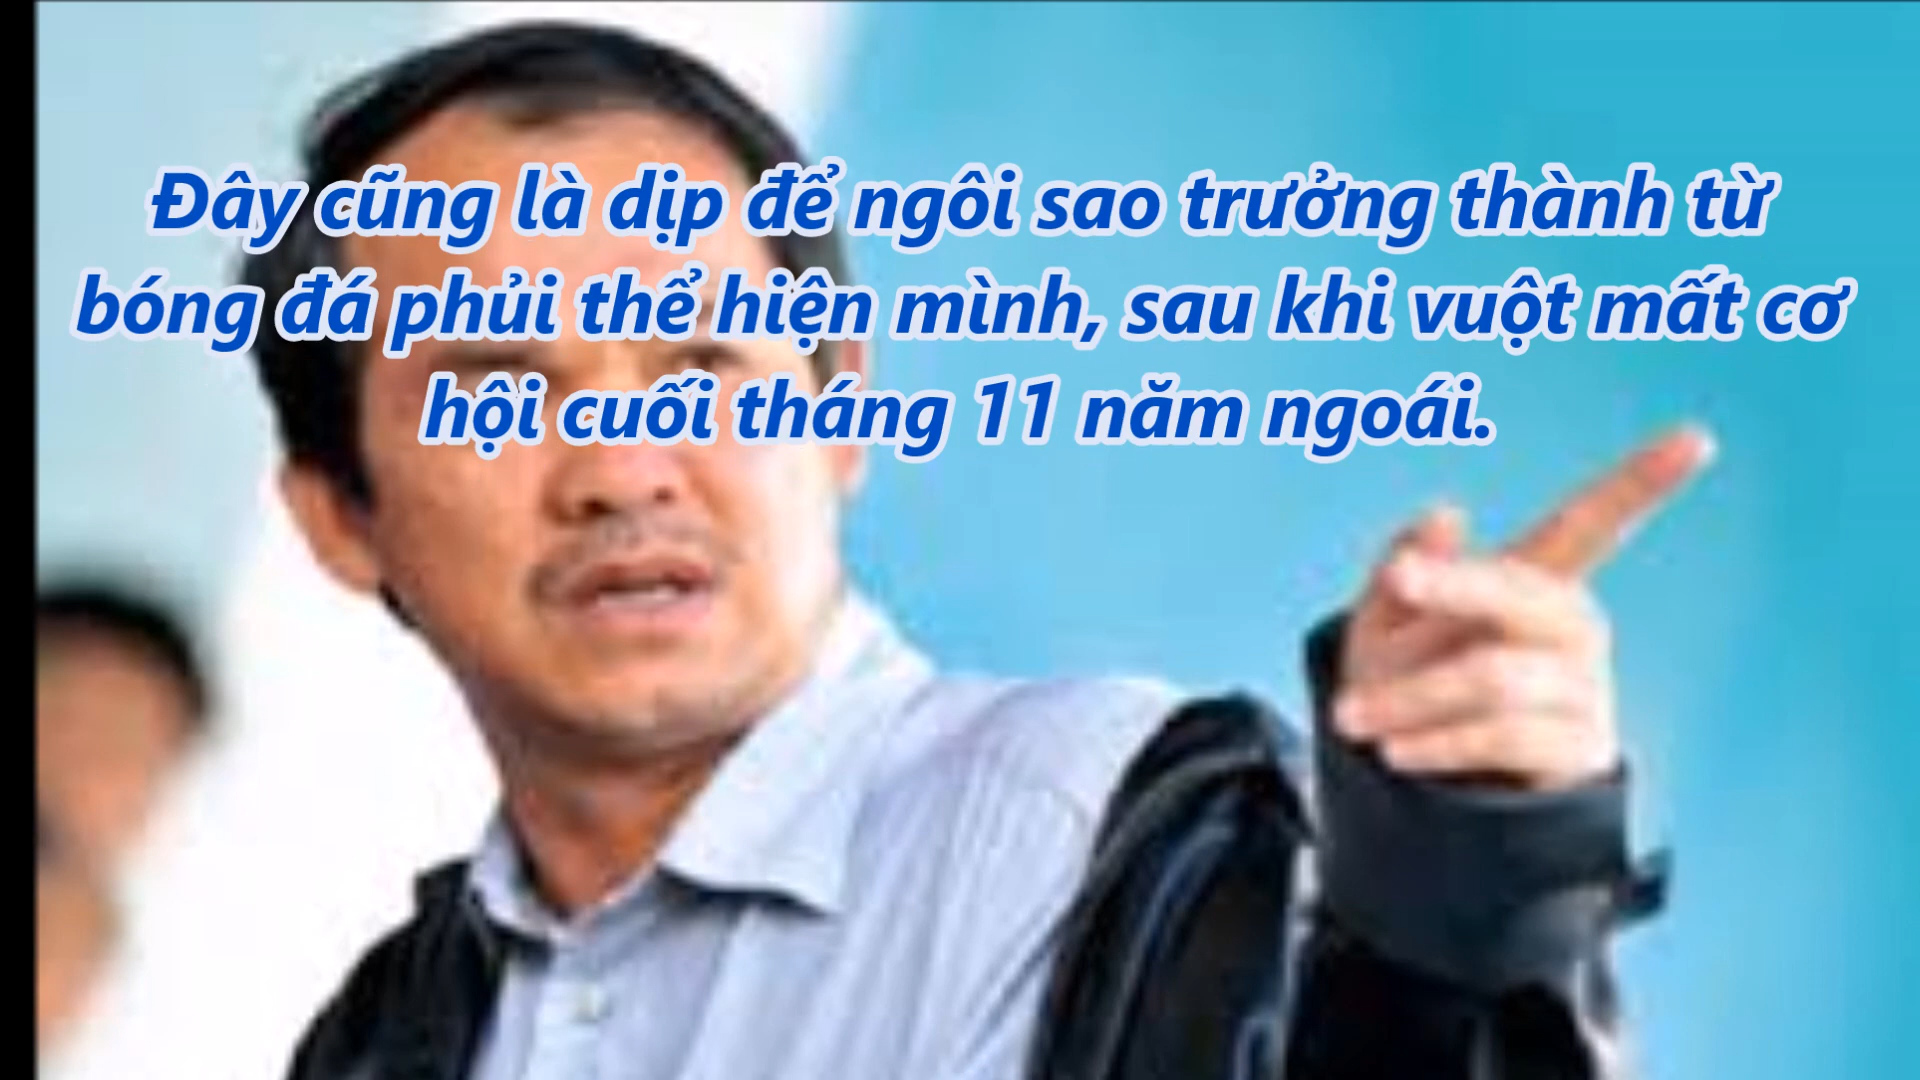 Đây cũng là dịp để ngôi sao trưởng thành từ
bóng đá phủi thể hiện mình, sau khi vuột mất cơ
hội cuối tháng 11 năm ngoái.